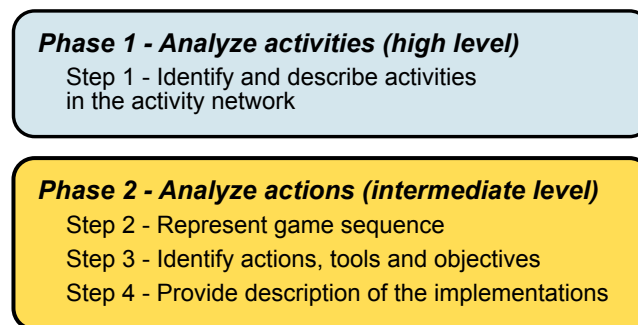 Phase 1 - Analyze activities (high level)
Step 1 - Identify and describe activities
in the activity network
Phase 2 - Analyze actions (intermediate level)
Step 2 - Represent game sequence
Step 3 - Identify actions, tools and objectives
Step 4 - Provide description of the implementations